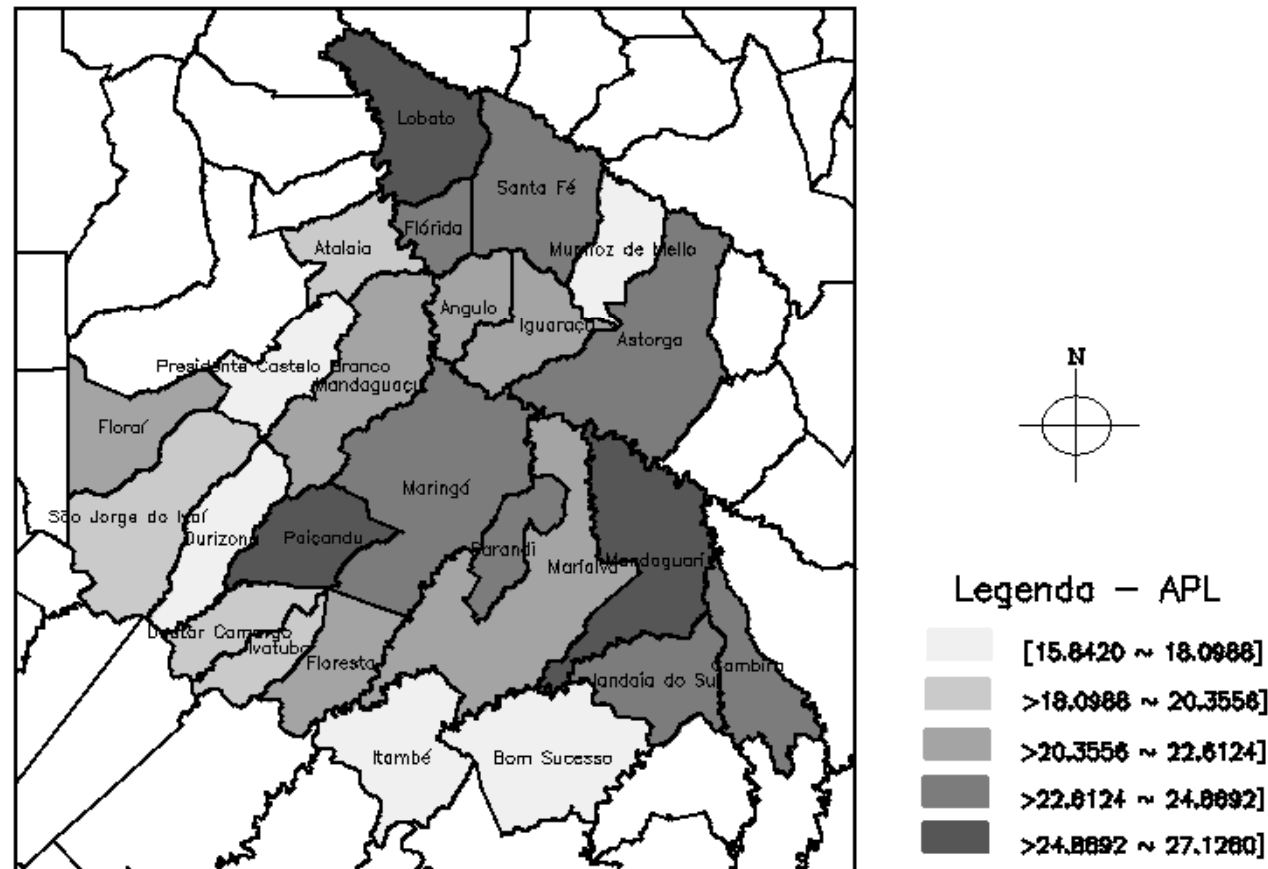 Lobato
Santa Fé
Flórida
Atalaia
Munhoz de Mello
Angulo
Iguaraçu
Astorga
Presidente Castelo Branco
Mandaguaçu
Floraí
Maringá
São Jorge do Ivaí
Ourizona
Paiçandu
Sarandi
Marialva
Mandaguari
Doutor Camargo
Ivatuba
Floresta
Jandaia do Sul
Cambira
Itambé
Bom Sucesso
N
Legenda - APL
[15.8420 ~ 18.0988]
>18.0988 ~ 20.3556]
>20.3556 ~ 22.6124]
>22.6124 ~ 24.8692]
>24.8692 ~ 27.1260]